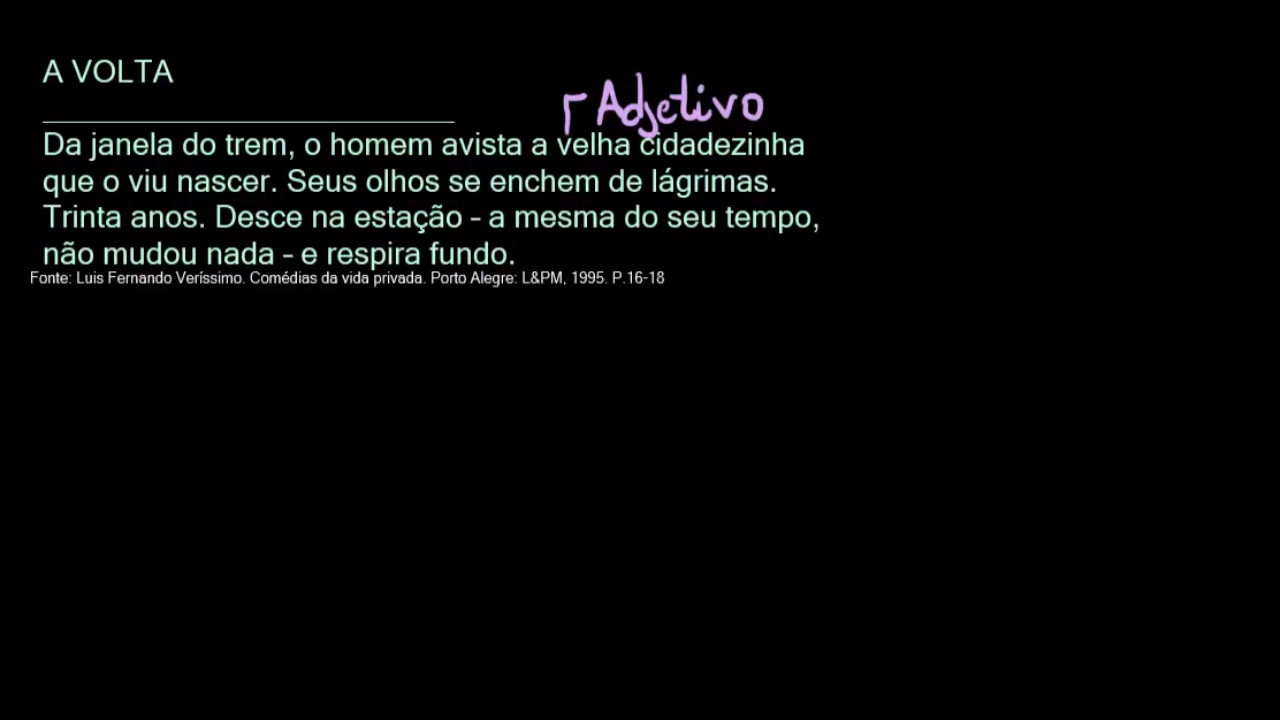 A VOLTA
Adjetivo
Da janela do trem, o homem avista a velha cidadezinha
que o viu nascer. Seus olhos se enchem de lágrimas.
Trinta anos. Desce na estação – a mesma do seu tempo,
não mudou nada – e respira fundo.
Fonte: Luis Fernando Veríssimo. Comédias da vida privada. Porto Alegre: L&PM, 1995. P.16-18